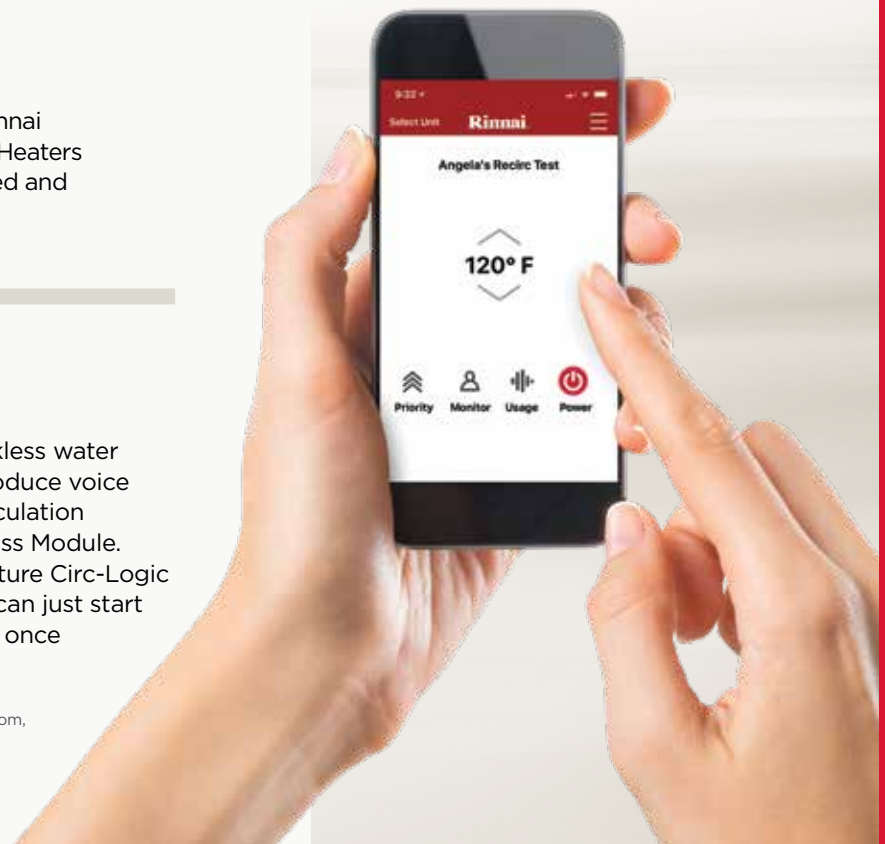 nnai
Heaters
ed and
kless water
oduce voice
culation
ss Module.
ture Circ-Logic
can just start
once
om,
9:32
Select Unit Rinnai
Angela's Recirc Test
120° F
Priority Monitor Usage Power